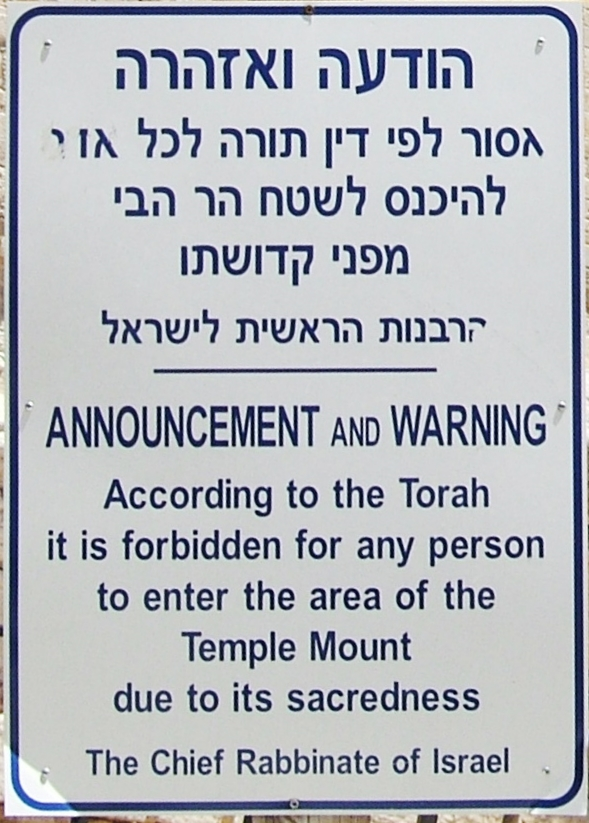 הודעה ואזהרה
אסור לפי דין תורה לכל
להיכנס לשטח הר הבי
מפני קדושתו
הרבנות הראשית לישראל
ANNOUNCEMENT AND WARNING
According to the Torah
it is forbidden for any person
to enter the area of the
Temple Mount
due to its sacredness
The Chief Rabbinate of Israel